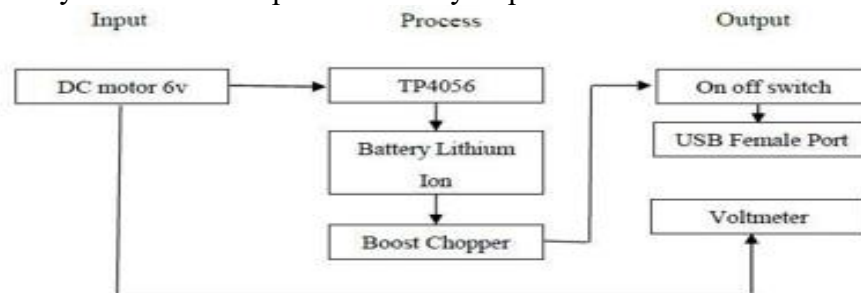 Input Process Output
DC motor 6v TP4056 On off switch
Battery Lithium
Ion
USB Female Port
Boost Chopper
Voltmeter